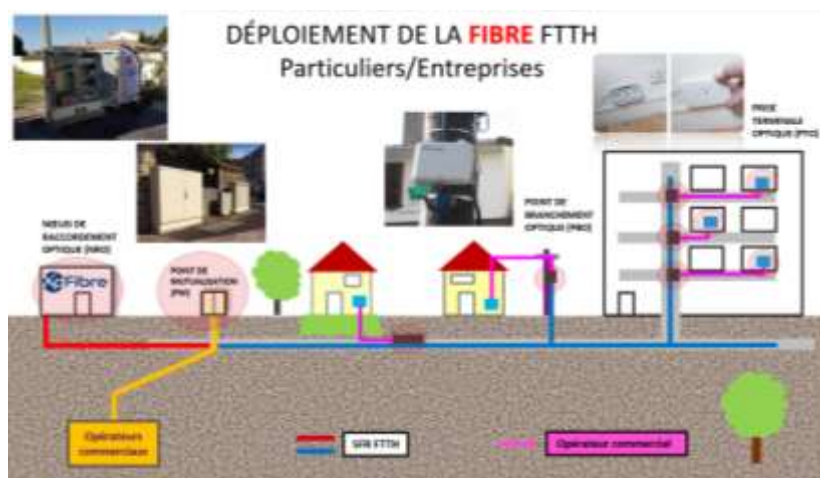 DÉPLOIEMENT DE LA FIBRE FTTH
Particuliers/Entreprises
PRISE
TERMINALE
OPTIQUE (PTO)
POINT DE
BRANCHEMENT
OPTIQUE (PBO)
NŒUD DE
RACCORDEMENT
OPTIQUE (NRO)
POINT DE
MUTUALISATION
(PM)
Fibre
Opérateurs
commerciaux
SFR FTTH
Opérateur commercial